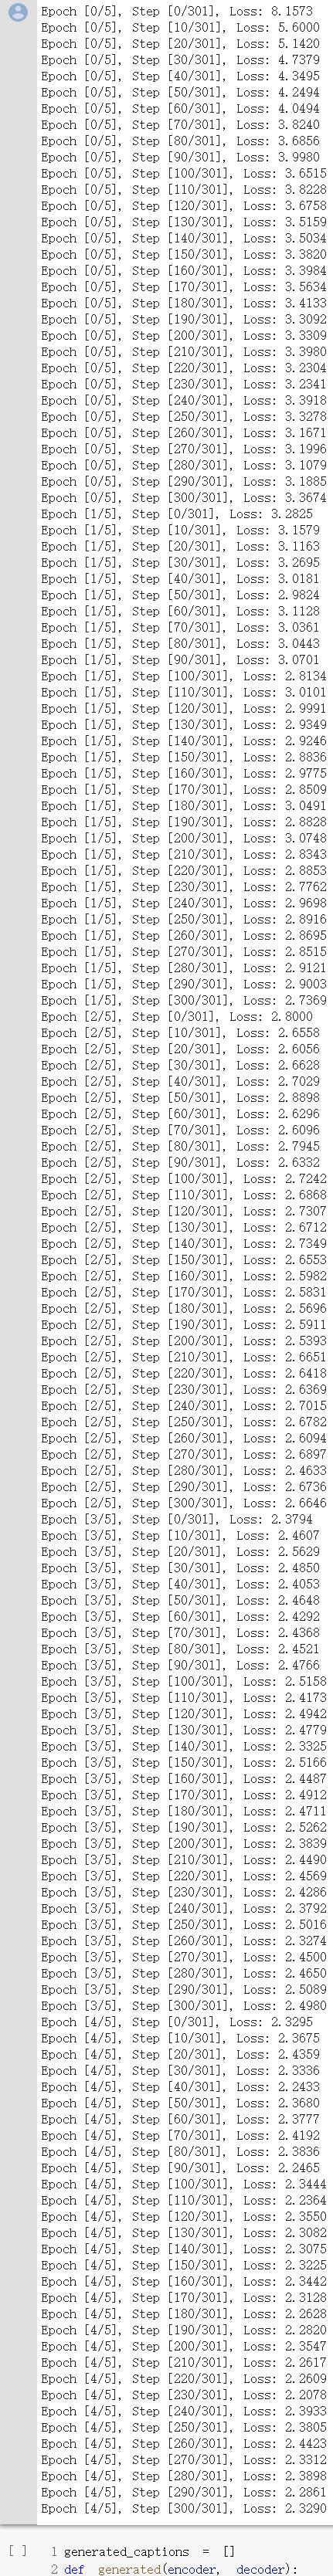 Epoch [0/5], Step [0/301], Loss: 8.1573
Epoch [0/5], Step [10/301], Loss: 5.6000
Epoch [0/5], Step [20/301], Loss: 5.1420
Epoch [0/5], Step [30/301], Loss: 4.7379
Epoch [0/5], Step [40/301], Loss: 4.3495
Epoch [0/5], Step [50/301], Loss: 4.2494
Epoch [0/5], Step [60/301], Loss: 4.0494
Epoch [0/5], Step [70/301], Loss: 3.8240
Epoch [0/5], Step [80/301], Loss: 3.6856
Epoch [0/5], Step [90/301], Loss: 3.9980
Epoch [0/5], Step [100/301], Loss: 3.6515
Epoch [0/5], Step [110/301], Loss: 3.8228
Epoch [0/5], Step [120/301], Loss: 3.6758
Epoch [0/5], Step [130/301], Loss: 3.5159
Epoch [0/5], Step [140/301], Loss: 3.5034
Epoch [0/5], Step [150/301], Loss: 3.3820
Epoch [0/5], Step [160/301], Loss: 3.3984
Epoch [0/5], Step [170/301], Loss: 3.5634
Epoch [0/5], Step [180/301], Loss: 3.4133
Epoch [0/5], Step [190/301], Loss: 3.3092
Epoch [0/5], Step [200/301], Loss: 3.3309
Epoch [0/5], Step [210/301], Loss: 3.3980
Epoch [0/5], Step [220/301], Loss: 3.2304
Epoch [0/5], Step [230/301], Loss: 3.2341
Epoch [0/5], Step [240/301], Loss: 3.3918
Epoch [0/5], Step [250/301], Loss: 3.3278
Epoch [0/5], Step [260/301], Loss: 3.1671
Epoch [0/5], Step [270/301], Loss: 3.1996
Epoch [0/5], Step [280/301], Loss: 3.1079
Epoch [0/5], Step [290/301], Loss: 3.1885
Epoch [0/5], Step [300/301], Loss: 3.3674
Epoch [1/5], Step [0/301], Loss: 3.2825
Epoch [1/5], Step [10/301], Loss: 3.1579
Epoch [1/5], Step [20/301], Loss: 3.1163
Epoch [1/5], Step [30/301], Loss: 3.2695
Epoch [1/5], Step [40/301], Loss: 3.0181
Epoch [1/5], Step [50/301], Loss: 2.9824
Epoch [1/5], Step [60/301], Loss: 3.1128
Epoch [1/5], Step [70/301], Loss: 3.0361
Epoch [1/5], Step [80/301], Loss: 3.0443
Epoch [1/5], Step [90/301], Loss: 3.0701
Epoch [1/5], Step [100/301], Loss: 2.8134
Epoch [1/5], Step [110/301], Loss: 3.0101
Epoch [1/5], Step [120/301], Loss: 2.9991
Epoch [1/5], Step [130/301], Loss: 2.9349
Epoch [1/5], Step [140/301], Loss: 2.9246
Epoch [1/5], Step [150/301], Loss: 2.8836
Epoch [1/5], Step [160/301], Loss: 2.9775
Epoch [1/5], Step [170/301], Loss: 2.8509
Epoch [1/5], Step [180/301], Loss: 3.0491
Epoch [1/5], Step [190/301], Loss: 2.8828
Epoch [1/5], Step [200/301], Loss: 3.0748
Epoch [1/5], Step [210/301], Loss: 2.8343
Epoch [1/5], Step [220/301], Loss: 2.8853
Epoch [1/5], Step [230/301], Loss: 2.7762
Epoch [1/5], Step [240/301], Loss: 2.9698
Epoch [1/5], Step [250/301], Loss: 2.8916
Epoch [1/5], Step [260/301], Loss: 2.8695
Epoch [1/5], Step [270/301], Loss: 2.8515
Epoch [1/5], Step [280/301], Loss: 2.9121
Epoch [1/5], Step [290/301], Loss: 2.9003
Epoch [1/5], Step [300/301], Loss: 2.7369
Epoch [2/5], Step [0/301], Loss: 2.8000
Epoch [2/5], Step [10/301], Loss: 2.6558
Epoch [2/5], Step [20/301], Loss: 2.6056
Epoch [2/5], Step [30/301], Loss: 2.6628
Epoch [2/5], Step [40/301], Loss: 2.7029
Epoch [2/5], Step [50/301], Loss: 2.8898
Epoch [2/5], Step [60/301], Loss: 2.6296
Epoch [2/5], Step [70/301], Loss: 2.6096
Epoch [2/5], Step [80/301], Loss: 2.7945
Epoch [2/5], Step [90/301], Loss: 2.6332
Epoch [2/5], Step [100/301], Loss: 2.7242
Epoch [2/5], Step [110/301], Loss: 2.6868
Epoch [2/5], Step [120/301], Loss: 2.7307
Epoch [2/5], Step [130/301], Loss: 2.6712
Epoch [2/5], Step [140/301], Loss: 2.7349
Epoch [2/5], Step [150/301], Loss: 2.6553
Epoch [2/5], Step [160/301], Loss: 2.5982
Epoch [2/5], Step [170/301], Loss: 2.5831
Epoch [2/5], Step [180/301], Loss: 2.5696
Epoch [2/5], Step [190/301], Loss: 2.5911
Epoch [2/5], Step [200/301], Loss: 2.5393
Epoch [2/5], Step [210/301], Loss: 2.6651
Epoch [2/5], Step [220/301], Loss: 2.6418
Epoch [2/5], Step [230/301], Loss: 2.6369
Epoch [2/5], Step [240/301], Loss: 2.7015
Epoch [2/5], Step [250/301], Loss: 2.6782
Epoch [2/5], Step [260/301], Loss: 2.6094
Epoch [2/5], Step [270/301], Loss: 2.6897
Epoch [2/5], Step [280/301], Loss: 2.4633
Epoch [2/5], Step [290/301], Loss: 2.6736
Epoch [2/5], Step [300/301], Loss: 2.6646
Epoch [3/5], Step [0/301], Loss: 2.3794
Epoch [3/5], Step [10/301], Loss: 2.4607
Epoch [3/5], Step [20/301], Loss: 2.5629
Epoch [3/5], Step [30/301], Loss: 2.4850
Epoch [3/5], Step [40/301], Loss: 2.4053
Epoch [3/5], Step [50/301], Loss: 2.4648
Epoch [3/5], Step [60/301], Loss: 2.4292
Epoch [3/5], Step [70/301], Loss: 2.4368
Epoch [3/5], Step [80/301], Loss: 2.4521
Epoch [3/5], Step [90/301], Loss: 2.4766
Epoch [3/5], Step [100/301], Loss: 2.5158
Epoch [3/5], Step [110/301], Loss: 2.4173
Epoch [3/5], Step [120/301], Loss: 2.4942
Epoch [3/5], Step [130/301], Loss: 2.4779
Epoch [3/5], Step [140/301], Loss: 2.3325
Epoch [3/5], Step [150/301], Loss: 2.5166
Epoch [3/5], Step [160/301], Loss: 2.4487
Epoch [3/5], Step [170/301], Loss: 2.4912
Epoch [3/5], Step [180/301], Loss: 2.4711
Epoch [3/5], Step [190/301], Loss: 2.5262
Epoch [3/5], Step [200/301], Loss: 2.3839
Epoch [3/5], Step [210/301], Loss: 2.4490
Epoch [3/5], Step [220/301], Loss: 2.4569
Epoch [3/5], Step [230/301], Loss: 2.4286
Epoch [3/5], Step [240/301], Loss: 2.3792
Epoch [3/5], Step [250/301], Loss: 2.5016
Epoch [3/5], Step [260/301], Loss: 2.3274
Epoch [3/5], Step [270/301], Loss: 2.4500
Epoch [3/5], Step [280/301], Loss: 2.4650
Epoch [3/5], Step [290/301], Loss: 2.5089
Epoch [3/5], Step [300/301], Loss: 2.4980
Epoch [4/5], Step [0/301], Loss: 2.3295
Epoch [4/5], Step [10/301], Loss: 2.3675
Epoch [4/5], Step [20/301], Loss: 2.4359
Epoch [4/5], Step [30/301], Loss: 2.3336
Epoch [4/5], Step [40/301], Loss: 2.2433
Epoch [4/5], Step [50/301], Loss: 2.3680
Epoch [4/5], Step [60/301], Loss: 2.3777
Epoch [4/5], Step [70/301], Loss: 2.4192
Epoch [4/5], Step [80/301], Loss: 2.3836
Epoch [4/5], Step [90/301], Loss: 2.2465
Epoch [4/5], Step [100/301], Loss: 2.3444
Epoch [4/5], Step [110/301], Loss: 2.2364
Epoch [4/5], Step [120/301], Loss: 2.3550
Epoch [4/5], Step [130/301], Loss: 2.3082
Epoch [4/5], Step [140/301], Loss: 2.3075
Epoch [4/5], Step [150/301], Loss: 2.3225
Epoch [4/5], Step [160/301], Loss: 2.3442
Epoch [4/5], Step [170/301], Loss: 2.3128
Epoch [4/5], Step [180/301], Loss: 2.2628
Epoch [4/5], Step [190/301], Loss: 2.2820
Epoch [4/5], Step [200/301], Loss: 2.3547
Epoch [4/5], Step [210/301], Loss: 2.2617
Epoch [4/5], Step [220/301], Loss: 2.2609
Epoch [4/5], Step [230/301], Loss: 2.2078
Epoch [4/5], Step [240/301], Loss: 2.3933
Epoch [4/5], Step [250/301], Loss: 2.3805
Epoch [4/5], Step [260/301], Loss: 2.4423
Epoch [4/5], Step [270/301], Loss: 2.3312
Epoch [4/5], Step [280/301], Loss: 2.3898
Epoch [4/5], Step [290/301], Loss: 2.2861
Epoch [4/5], Step [300/301], Loss: 2.3290
[ ] 1 generated_captions = []
2 def generated(encoder, decoder):